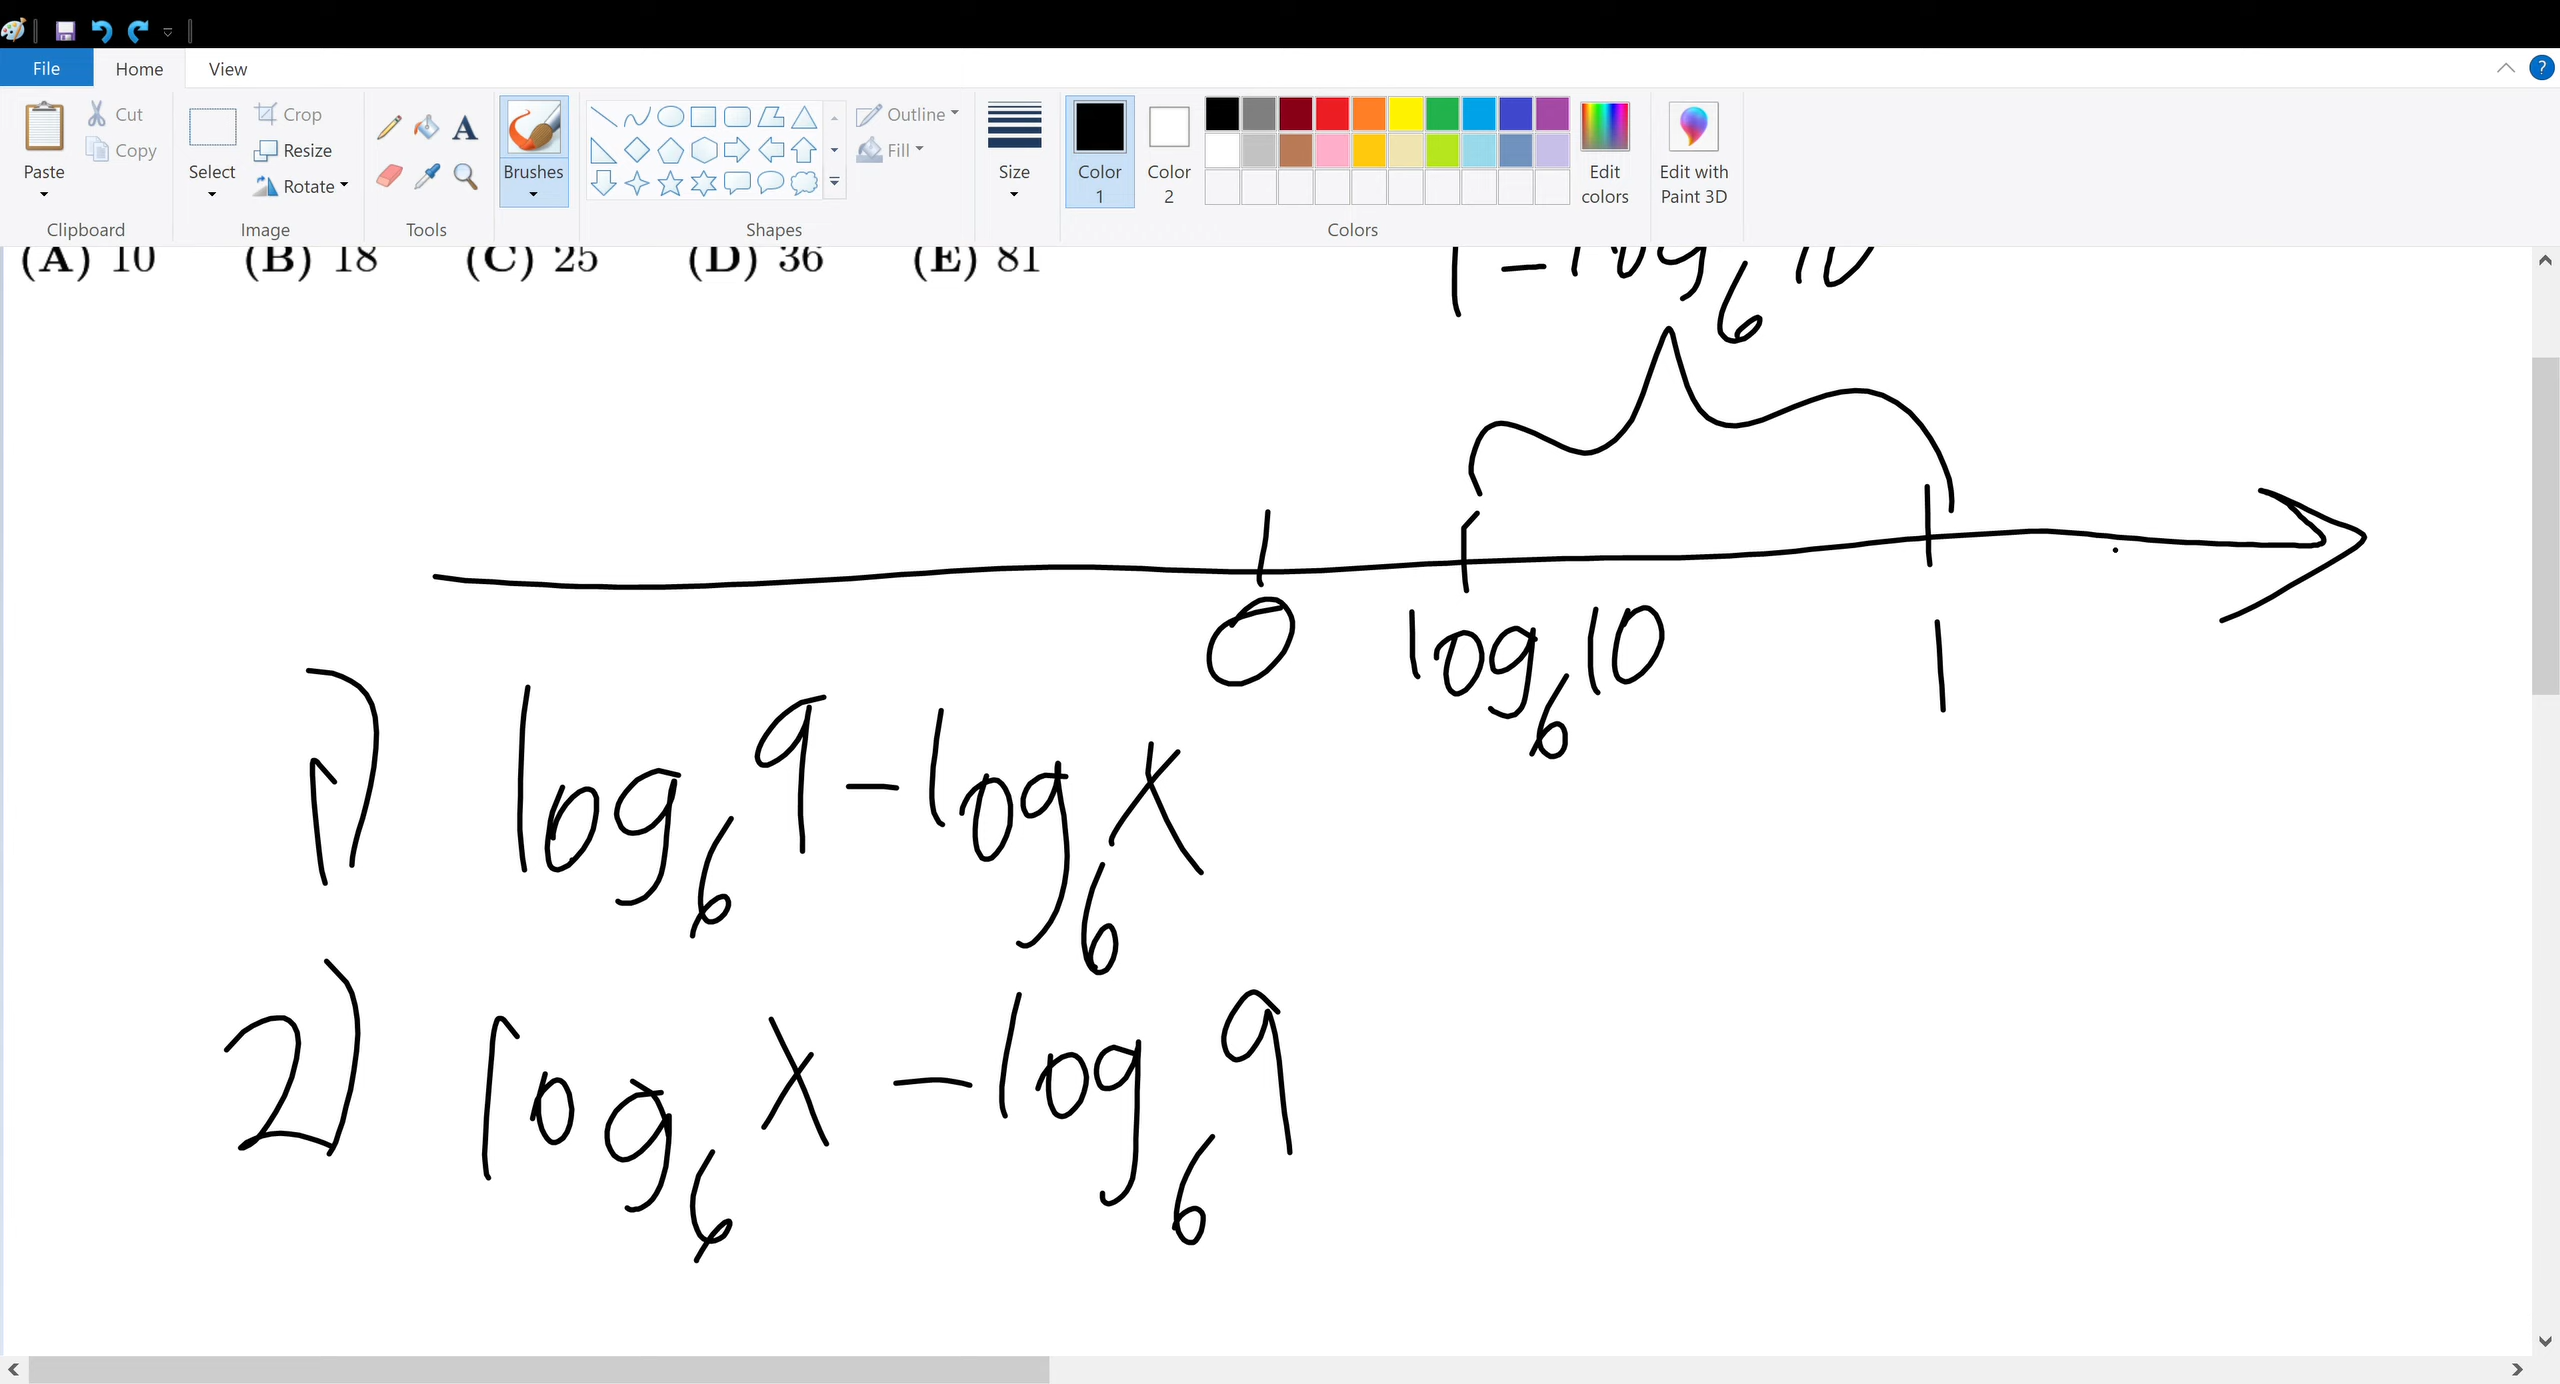 File Home View
Paste Cut Copy Clipboard
Select Crop Resize Rotate Image
A Tools
Brushes
Outline Fill Shapes
Size
Color 1 Color 2 Edit colors Colors
Edit with Paint 3D
(A) 10 (B) 18 (C) 25 (D) 36 (E) 81
1 - log₆ 10
0 log₆ 10 1
1) log₆ 9 - log₆ x
2) log₆ x - log₆ 9